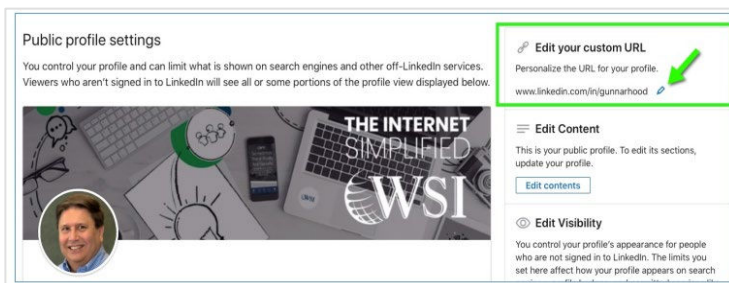 Public profile settings
You control your profile and can limit what is shown on search engines and other off-LinkedIn services.
Viewers who aren't signed in to LinkedIn will see all or some portions of the profile view displayed below.
THE INTERNET
SIMPLIFIED
WSI
Edit your custom URL
Personalize the URL for your profile.
www.linkedin.com/in/gunnarhood
Edit Content
This is your public profile. To edit its sections,
update your profile.
Edit contents
Edit Visibility
You control your profile's appearance for people
who are not signed in to LinkedIn. The limits you
set here affect how your profile appears on search